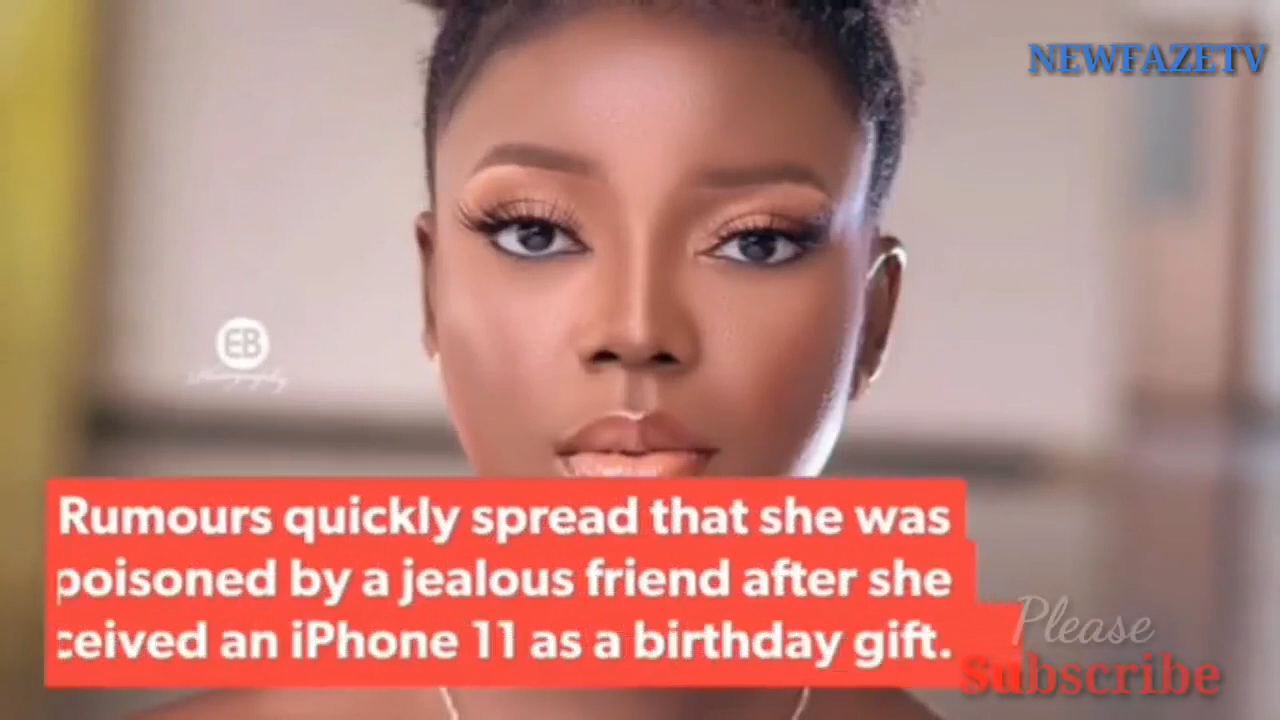 NEWFAZETV
EB
Rumours quickly spread that she was
poisoned by a jealous friend after she
ceived an iPhone 11 as a birthday gift.
Please
Subscribe